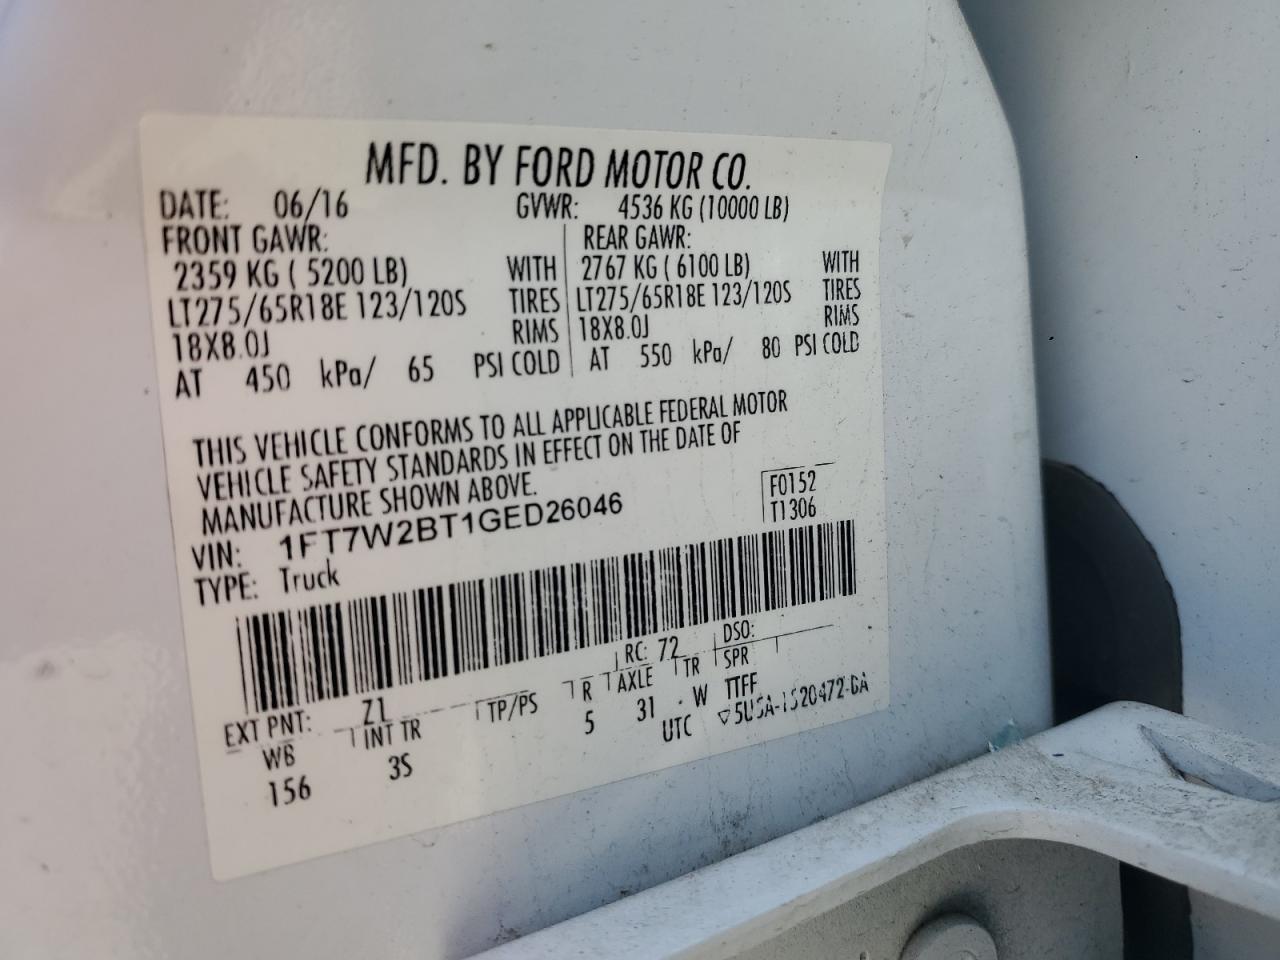 MFD. BY FORD MOTOR CO.
DATE: 06/16 GVWR: 4536 KG (10000 LB)
FRONT GAWR: REAR GAWR:
2359 KG ( 5200 LB) WITH 2767 KG ( 6100 LB) WITH
LT275/65R18E 123/120S TIRES LT275/65R18E 123/120S TIRES
18X8.0J RIMS 18X8.0J RIMS
AT 450 kPa/ 65 PSI COLD AT 550 kPa/ 80 PSI COLD
THIS VEHICLE CONFORMS TO ALL APPLICABLE FEDERAL MOTOR
VEHICLE SAFETY STANDARDS IN EFFECT ON THE DATE OF
MANUFACTURE SHOWN ABOVE.
F0152
VIN: 1FT7W2BT1GED26046 T1306
TYPE: Truck
EXT PNT: Z1 RC: 72 DSO:
WB INT TR TP/PS R AXLE TR SPR
156 3S 5 31 W TTFF
UTC